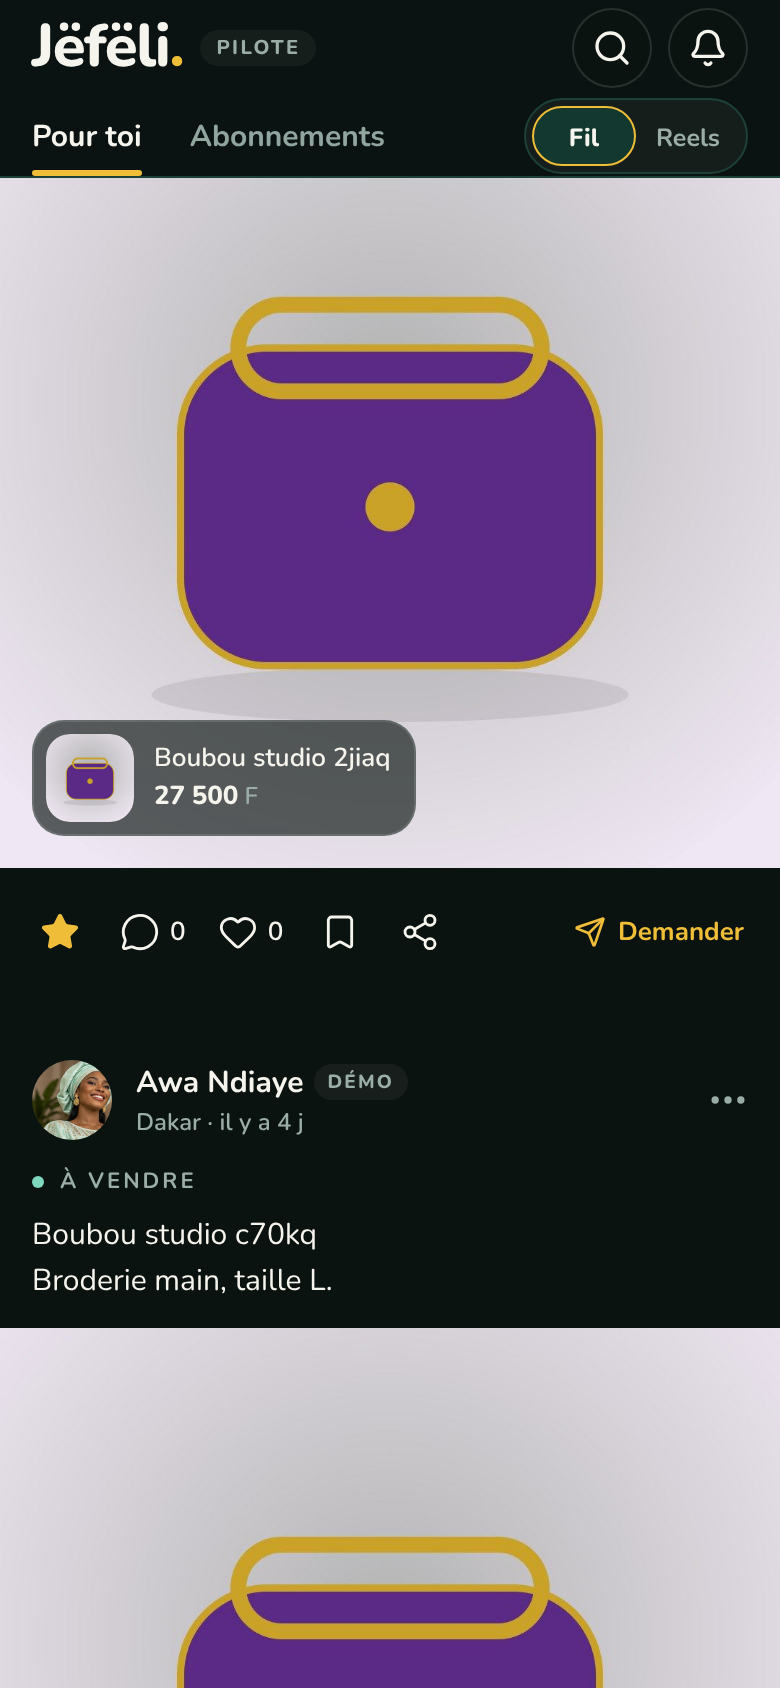 Jëfëli.
PILOTE
Pour toi
Abonnements
Fil
Reels
Boubou studio 2jiaq
27 500 F
0
0
Demander
Awa Ndiaye
DÉMO
Dakar · il y a 4 j
À VENDRE
Boubou studio c70kq
Broderie main, taille L.